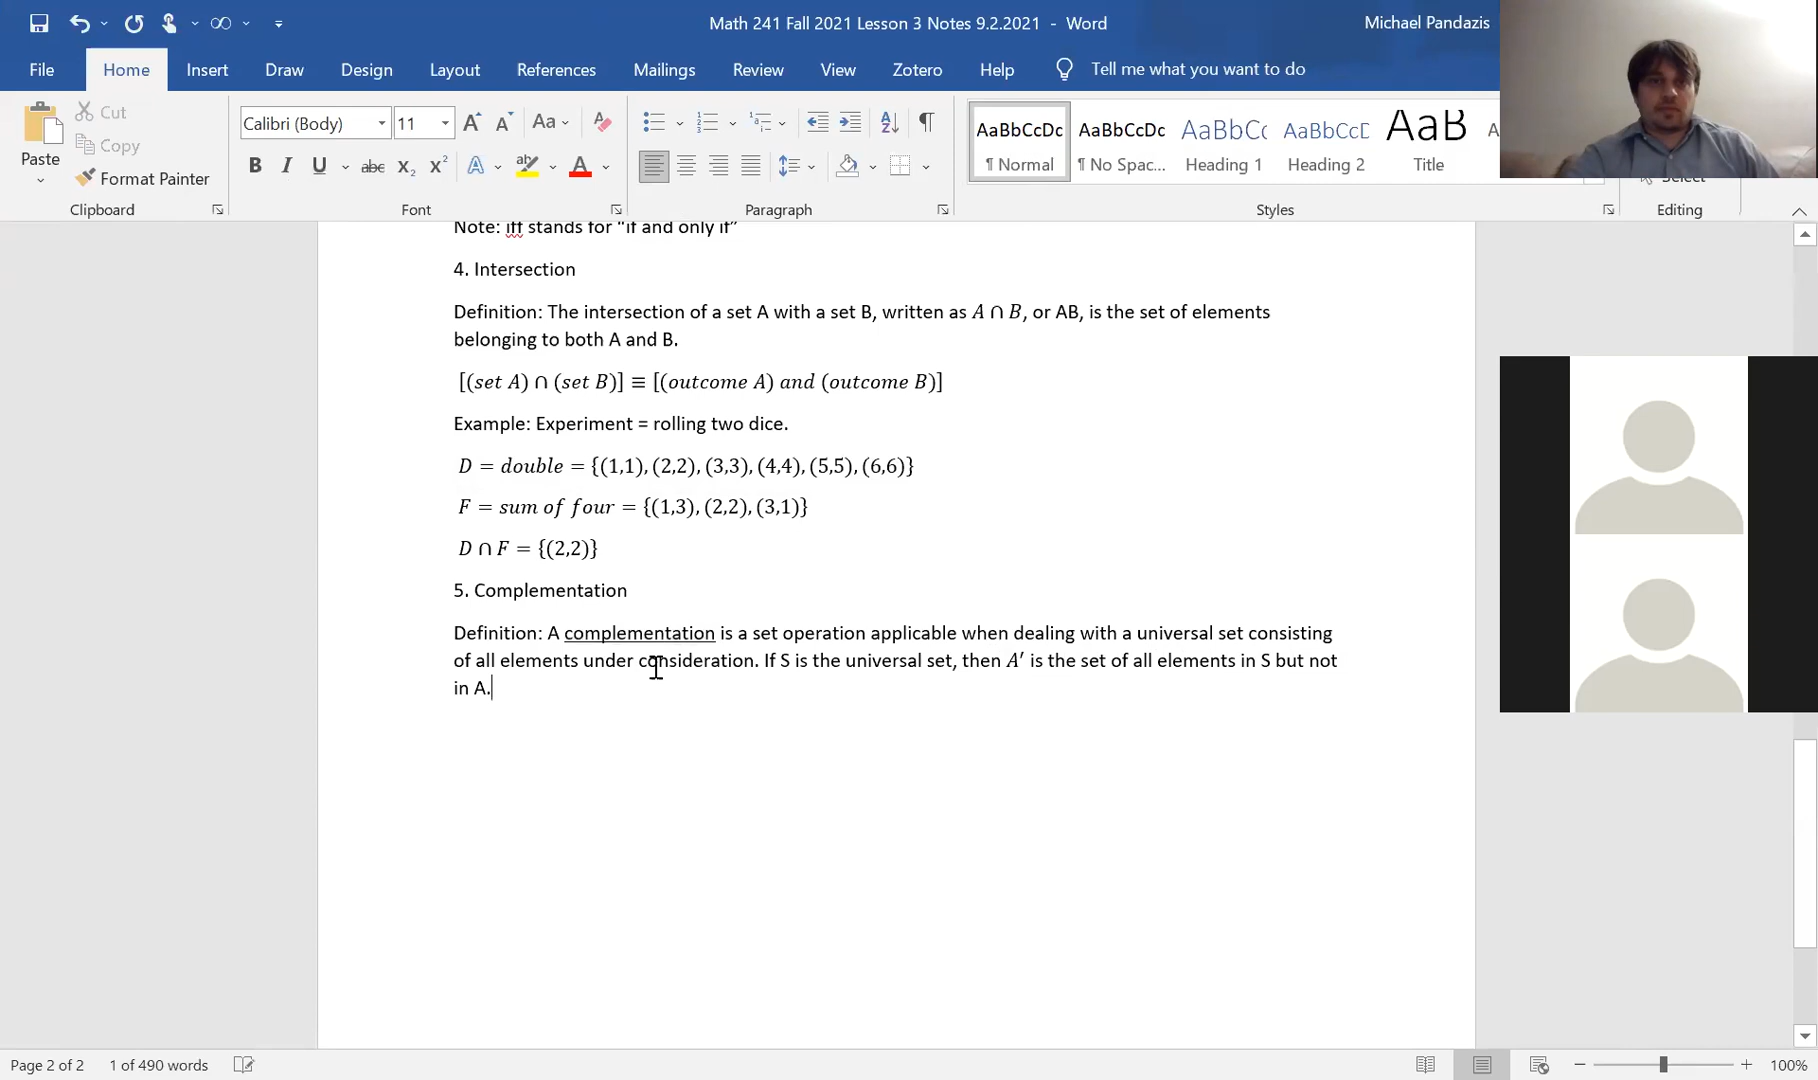 Math 241 Fall 2021 Lesson 3 Notes 9.2.2021 - Word
Michael Pandazis
File Home Insert Draw Design Layout References Mailings Review View Zotero Help Tell me what you want to do
Paste
Cut
Copy
Format Painter
Calibri (Body) 11
AaBbCcDc AaBbCcDc AaBbCc AaBbCcD AaB
¶ Normal ¶ No Spac... Heading 1 Heading 2 Title
Select
Clipboard Font Paragraph Styles Editing
Note: iff stands for “if and only if”
4. Intersection
Definition: The intersection of a set A with a set B, written as A ∩ B, or AB, is the set of elements
belonging to both A and B.
[(set A) ∩ (set B)] ≡ [(outcome A) and (outcome B)]
Example: Experiment = rolling two dice.
D = double = {(1,1), (2,2), (3,3), (4,4), (5,5), (6,6)}
F = sum of four = {(1,3), (2,2), (3,1)}
D ∩ F = {(2,2)}
5. Complementation
Definition: A complementation is a set operation applicable when dealing with a universal set consisting
of all elements under consideration. If S is the universal set, then A′ is the set of all elements in S but not
in A.
Page 2 of 2 1 of 490 words 100%